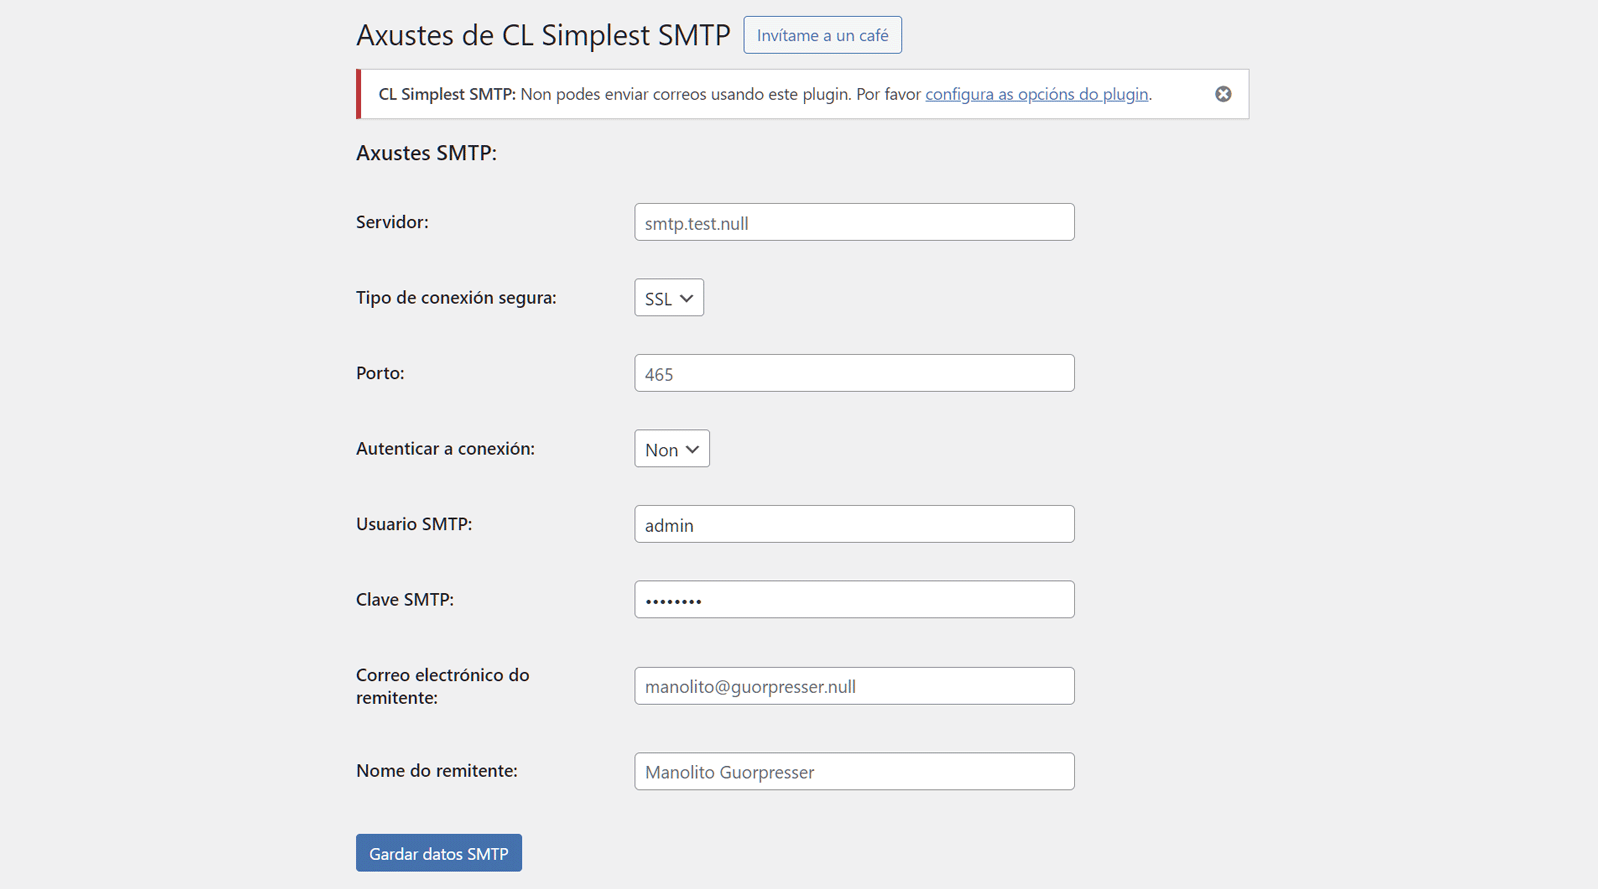 Axustes de CL Simplest SMTP
Invítame a un café
CL Simplest SMTP: Non podes enviar correos usando este plugin. Por favor configura as opcións do plugin.
Axustes SMTP:
Servidor:
smtp.test.null
Tipo de conexión segura:
SSL
Porto:
465
Autenticar a conexión:
Non
Usuario SMTP:
admin
Clave SMTP:
••••••••
Correo electrónico do
remitente:
manolito@guorpresser.null
Nome do remitente:
Manolito Guorpresser
Gardar datos SMTP